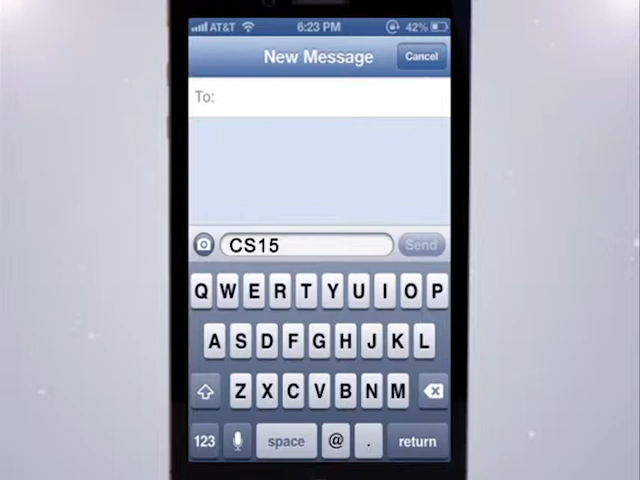 AT&T 6:23 PM 42%
New Message Cancel
To:
CS15 Send
Q W E R T Y U I O P
A S D F G H J K L
Z X C V B N M
123 space @ . return